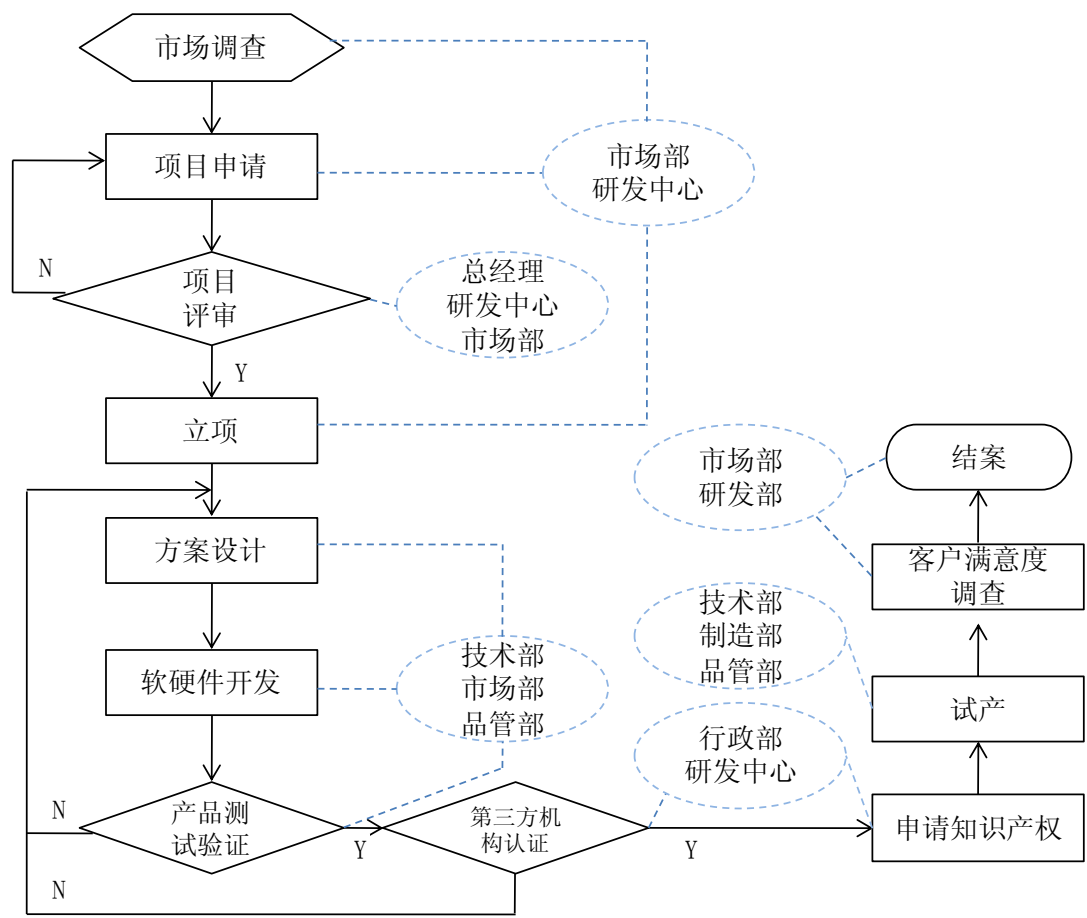 市场调查
项目申请
市场部
研发中心
N
项目
评审
总经理
研发中心
市场部
Y
立项
市场部
研发部
结案
方案设计
客户满意度
调查
技术部
制造部
品管部
软硬件开发
技术部
市场部
品管部
试产
行政部
研发中心
N
产品测
试验证
Y
第三方机
构认证
Y
申请知识产权
N